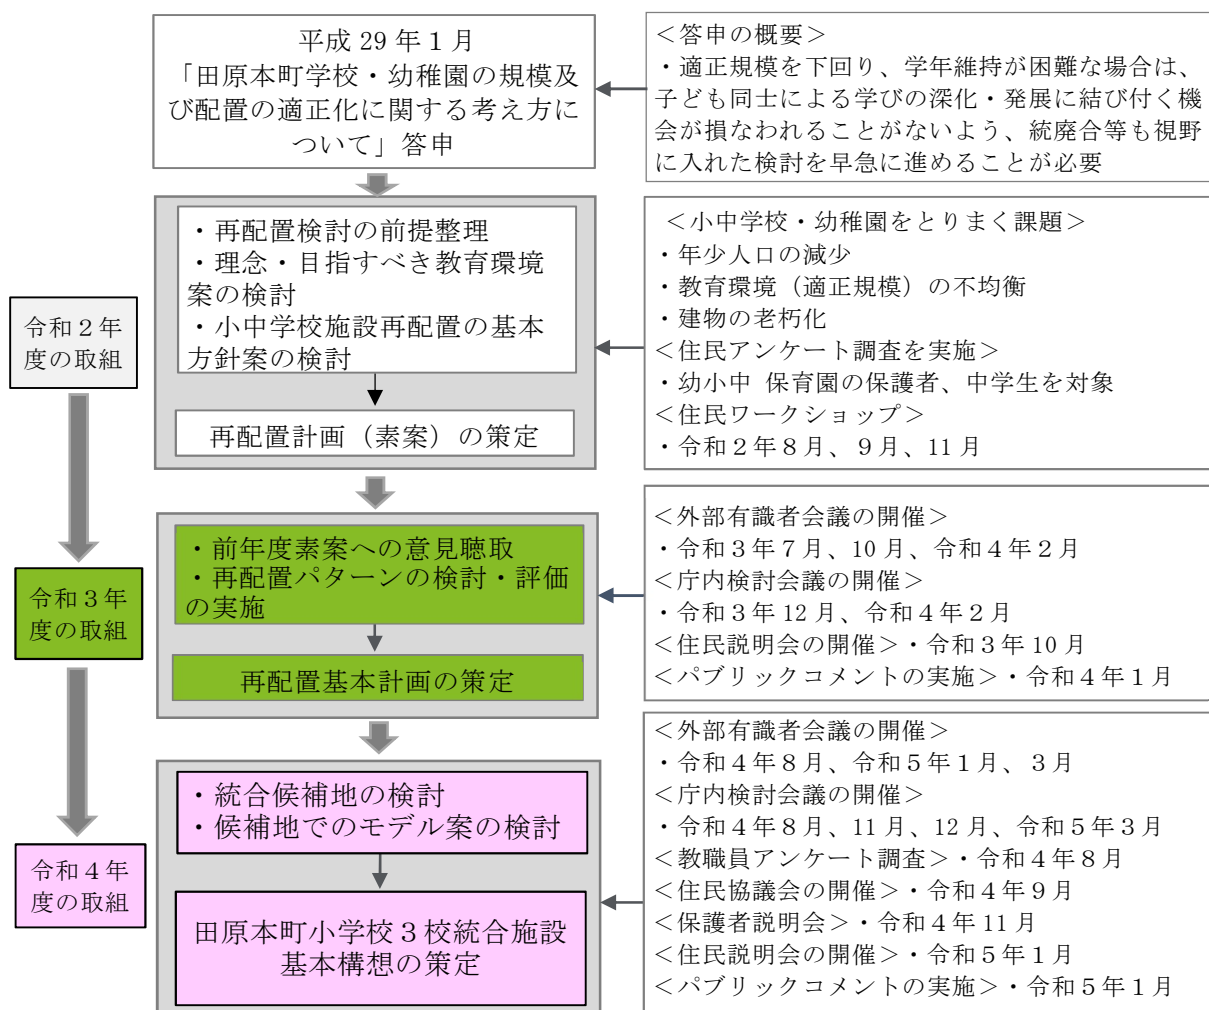 平成 29 年１月
「田原本町学校・幼稚園の規模及
び配置の適正化に関する考え方に
ついて」答申
＜答申の概要＞
・適正規模を下回り、学年維持が困難な場合は、
子ども同士による学びの深化・発展に結び付く機
会が損なわれることがないよう、統廃合等も視野
に入れた検討を早急に進めることが必要
令和２年
度の取組
・再配置検討の前提整理
・理念・目指すべき教育環境
案の検討
・小中学校施設再配置の基本
方針案の検討
再配置計画（素案）の策定
＜小中学校・幼稚園をとりまく課題＞
・年少人口の減少
・教育環境（適正規模）の不均衡
・建物の老朽化
＜住民アンケート調査を実施＞
・幼小中 保育園の保護者、中学生を対象
＜住民ワークショップ＞
・令和２年８月、９月、11 月
令和３年
度の取組
・前年度素案への意見聴取
・再配置パターンの検討・評価
の実施
再配置基本計画の策定
＜外部有識者会議の開催＞
・令和３年７月、10 月、令和４年２月
＜庁内検討会議の開催＞
・令和３年 12 月、令和４年２月
＜住民説明会の開催＞・令和３年 10 月
＜パブリックコメントの実施＞・令和４年１月
令和４年
度の取組
・統合候補地の検討
・候補地でのモデル案の検討
田原本町小学校３校統合施設
基本構想の策定
＜外部有識者会議の開催＞
・令和４年８月、令和５年１月、３月
＜庁内検討会議の開催＞
・令和４年８月、11 月、12 月、令和５年３月
＜教職員アンケート調査＞・令和４年８月
＜住民協議会の開催＞・令和４年９月
＜保護者説明会＞・令和４年 11 月
＜住民説明会の開催＞・令和５年１月
＜パブリックコメントの実施＞・令和５年１月